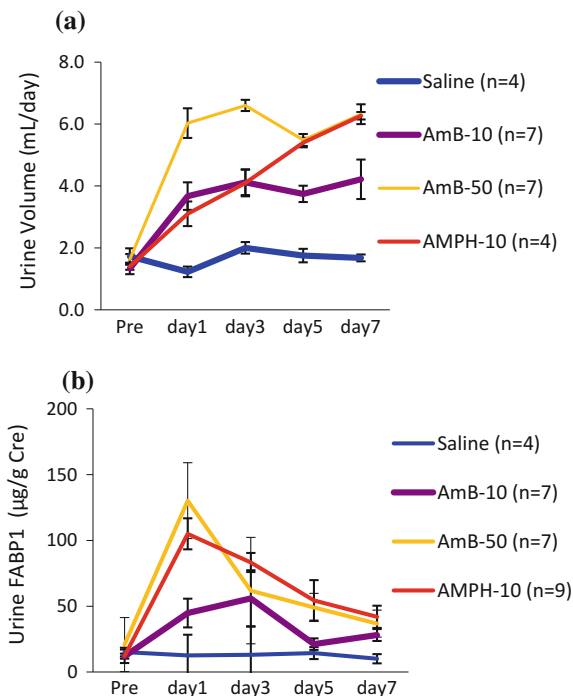 (a)
Urine Volume (mL/day)
8.0
6.0
4.0
2.0
0.0
Pre day1 day3 day5 day7
Saline (n=4)
AmB-10 (n=7)
AmB-50 (n=7)
AMPH-10 (n=4)
(b)
Urine FABP1 (µg/g Cre)
200
150
100
50
0
Pre day1 day3 day5 day7
Saline (n=4)
AmB-10 (n=7)
AmB-50 (n=7)
AMPH-10 (n=9)